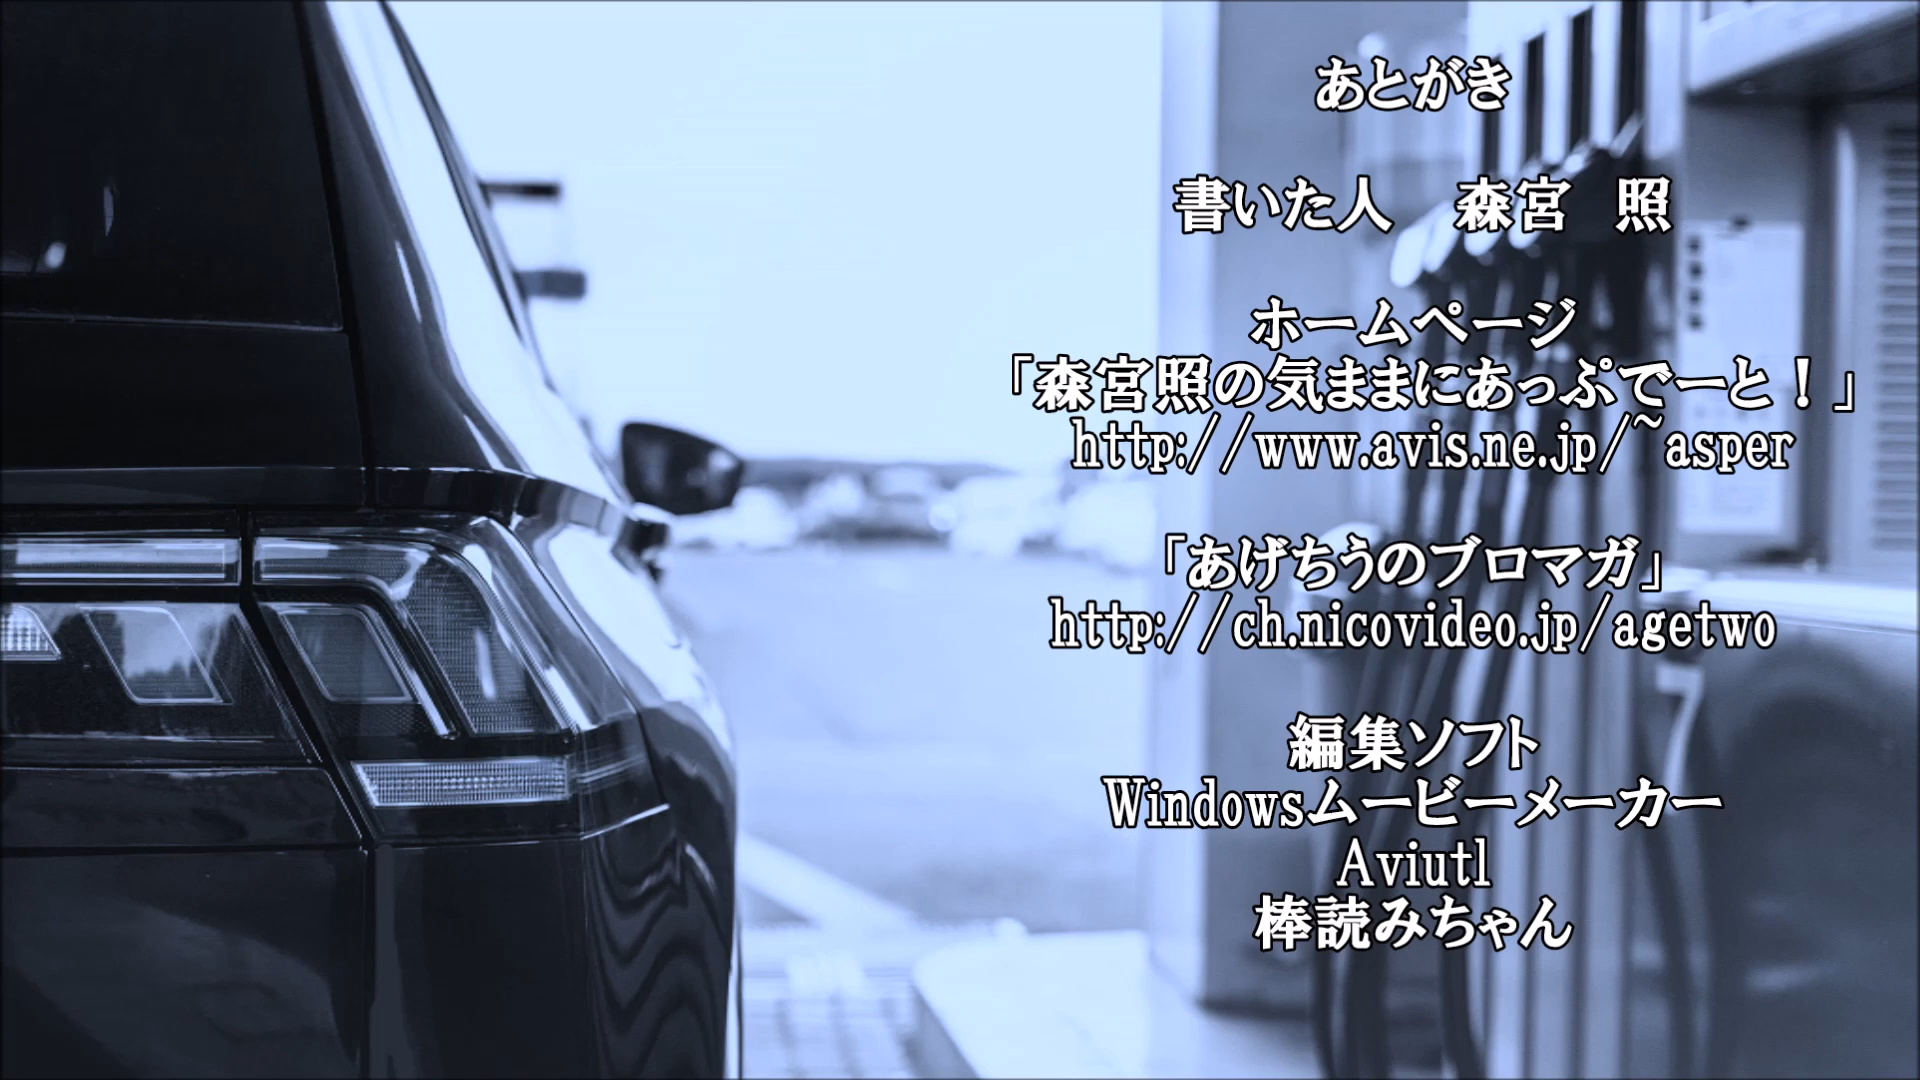 あとがき
書いた人　森宮　照
ホームページ
「森宮照の気ままにあっぷでーと！」
http://www.avis.ne.jp/~asper
「あげちうのブロマガ」
http://ch.nicovideo.jp/agetwo
編集ソフト
Windowsムービーメーカー
Aviutl
棒読みちゃん
7